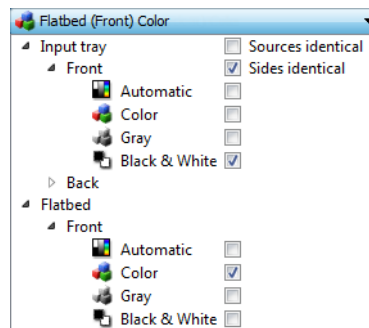 Flatbed (Front) Color
Input tray Sources identical
Front Sides identical
Automatic
Color
Gray
Black & White
Back
Flatbed
Front
Automatic
Color
Gray
Black & White